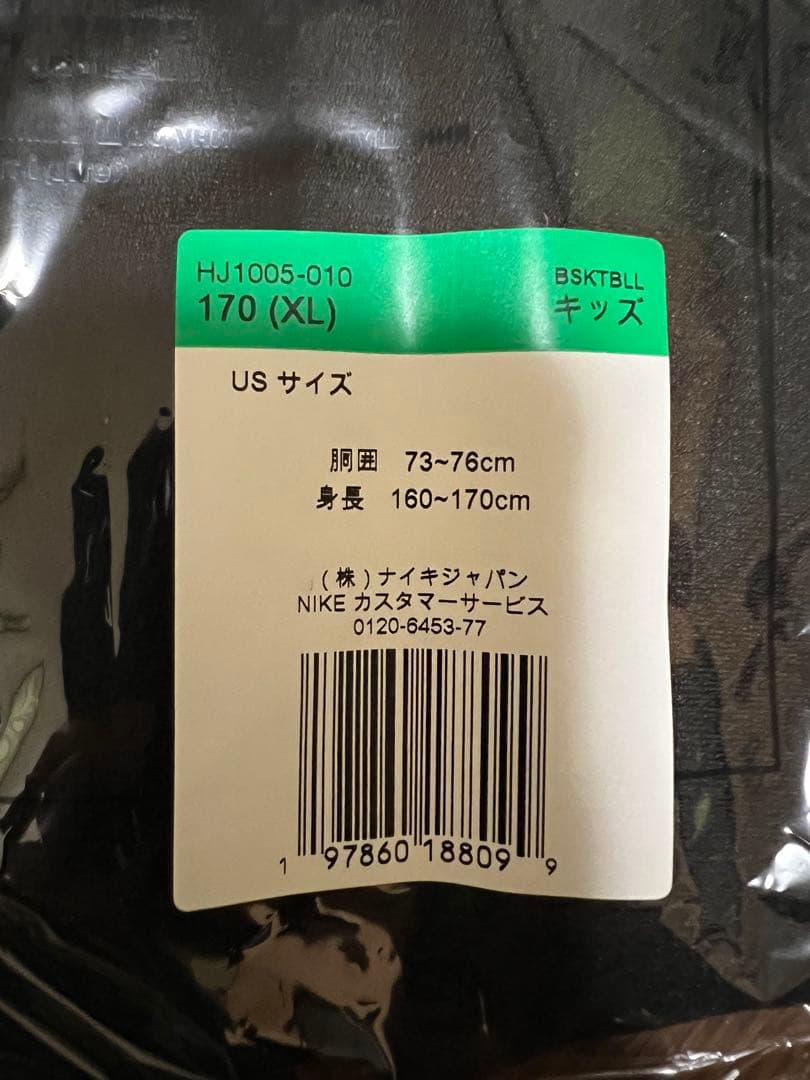 HJ1005-010
BSKTBLL
170 (XL)
キッズ
US サイズ
胴囲 73~76cm
身長 160~170cm
(株)ナイキジャパン
NIKE カスタマーサービス
0120-6453-77
1 97860 18809 9